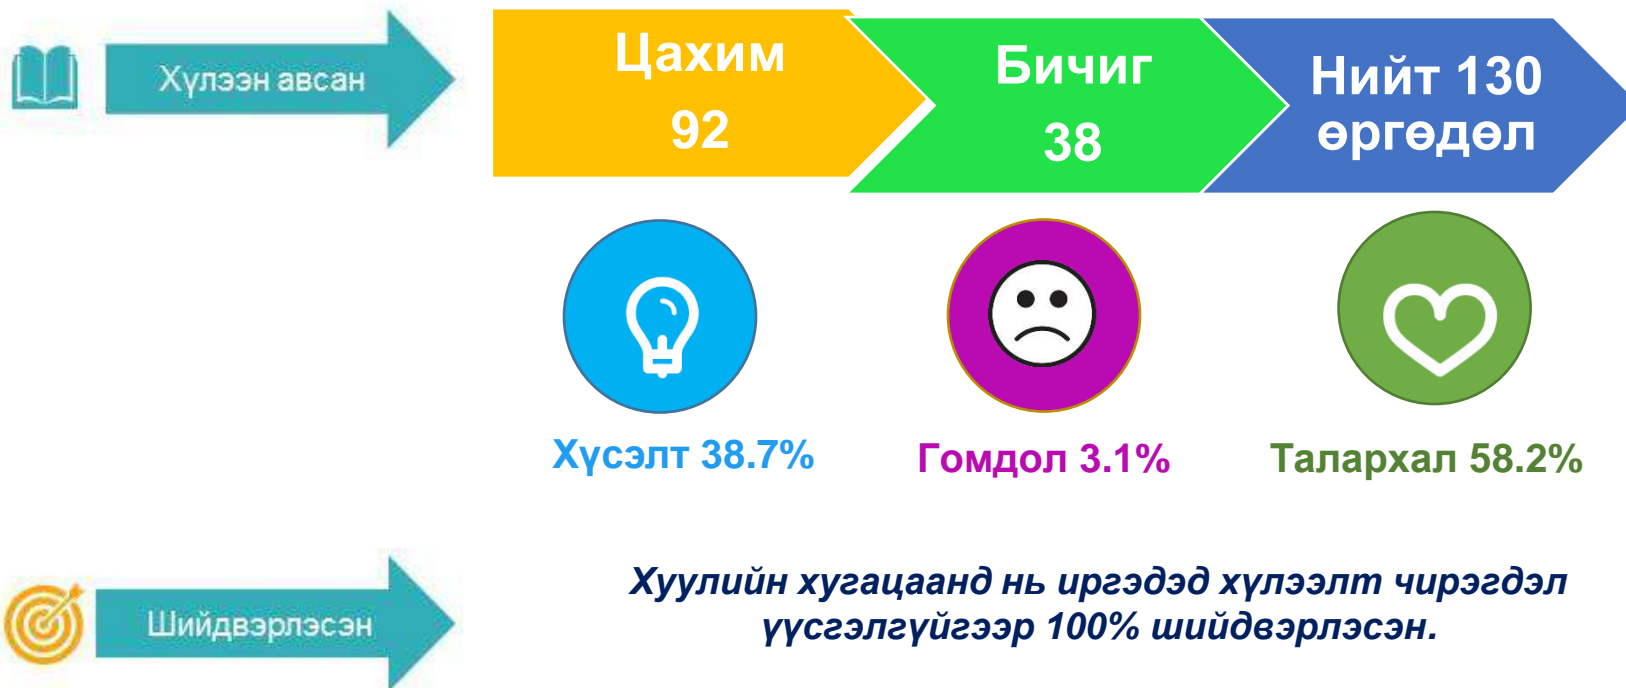 Хүлээн авсан
Цахим
92
Бичиг
38
Нийт 130
өргөдөл
Хүсэлт 38.7%
Гомдол 3.1%
Талархал 58.2%
Шийдвэрлэсэн
Хуулийн хугацаанд нь иргэдэд хүлээлт чирэгдэл
үүсгэлгүйгээр 100% шийдвэрлэсэн.